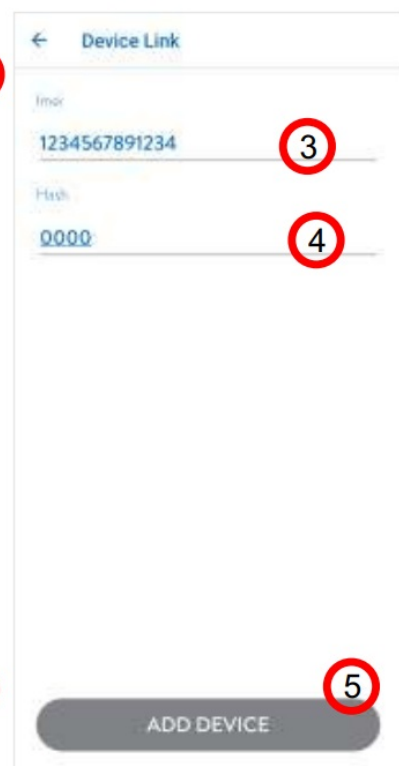 ← Device Link
Imei
1234567891234 3
Hash
0000 4
5
ADD DEVICE